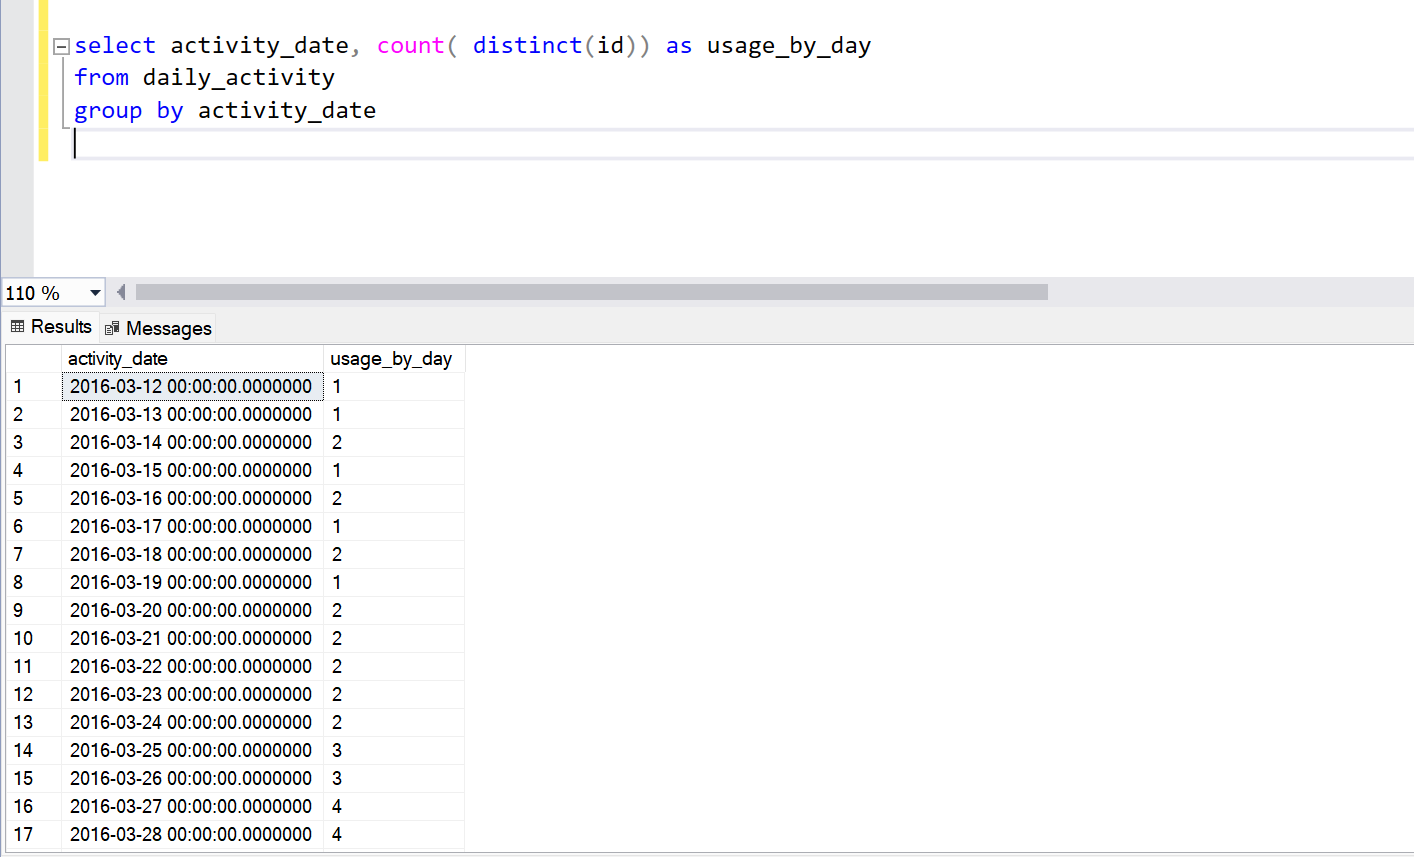 select activity_date, count( distinct(id)) as usage_by_day
from daily_activity
group by activity_date
110 %
Results Messages
activity_date usage_by_day
1 2016-03-12 00:00:00.0000000 1
2 2016-03-13 00:00:00.0000000 1
3 2016-03-14 00:00:00.0000000 2
4 2016-03-15 00:00:00.0000000 1
5 2016-03-16 00:00:00.0000000 2
6 2016-03-17 00:00:00.0000000 1
7 2016-03-18 00:00:00.0000000 2
8 2016-03-19 00:00:00.0000000 1
9 2016-03-20 00:00:00.0000000 2
10 2016-03-21 00:00:00.0000000 2
11 2016-03-22 00:00:00.0000000 2
12 2016-03-23 00:00:00.0000000 2
13 2016-03-24 00:00:00.0000000 2
14 2016-03-25 00:00:00.0000000 3
15 2016-03-26 00:00:00.0000000 3
16 2016-03-27 00:00:00.0000000 4
17 2016-03-28 00:00:00.0000000 4